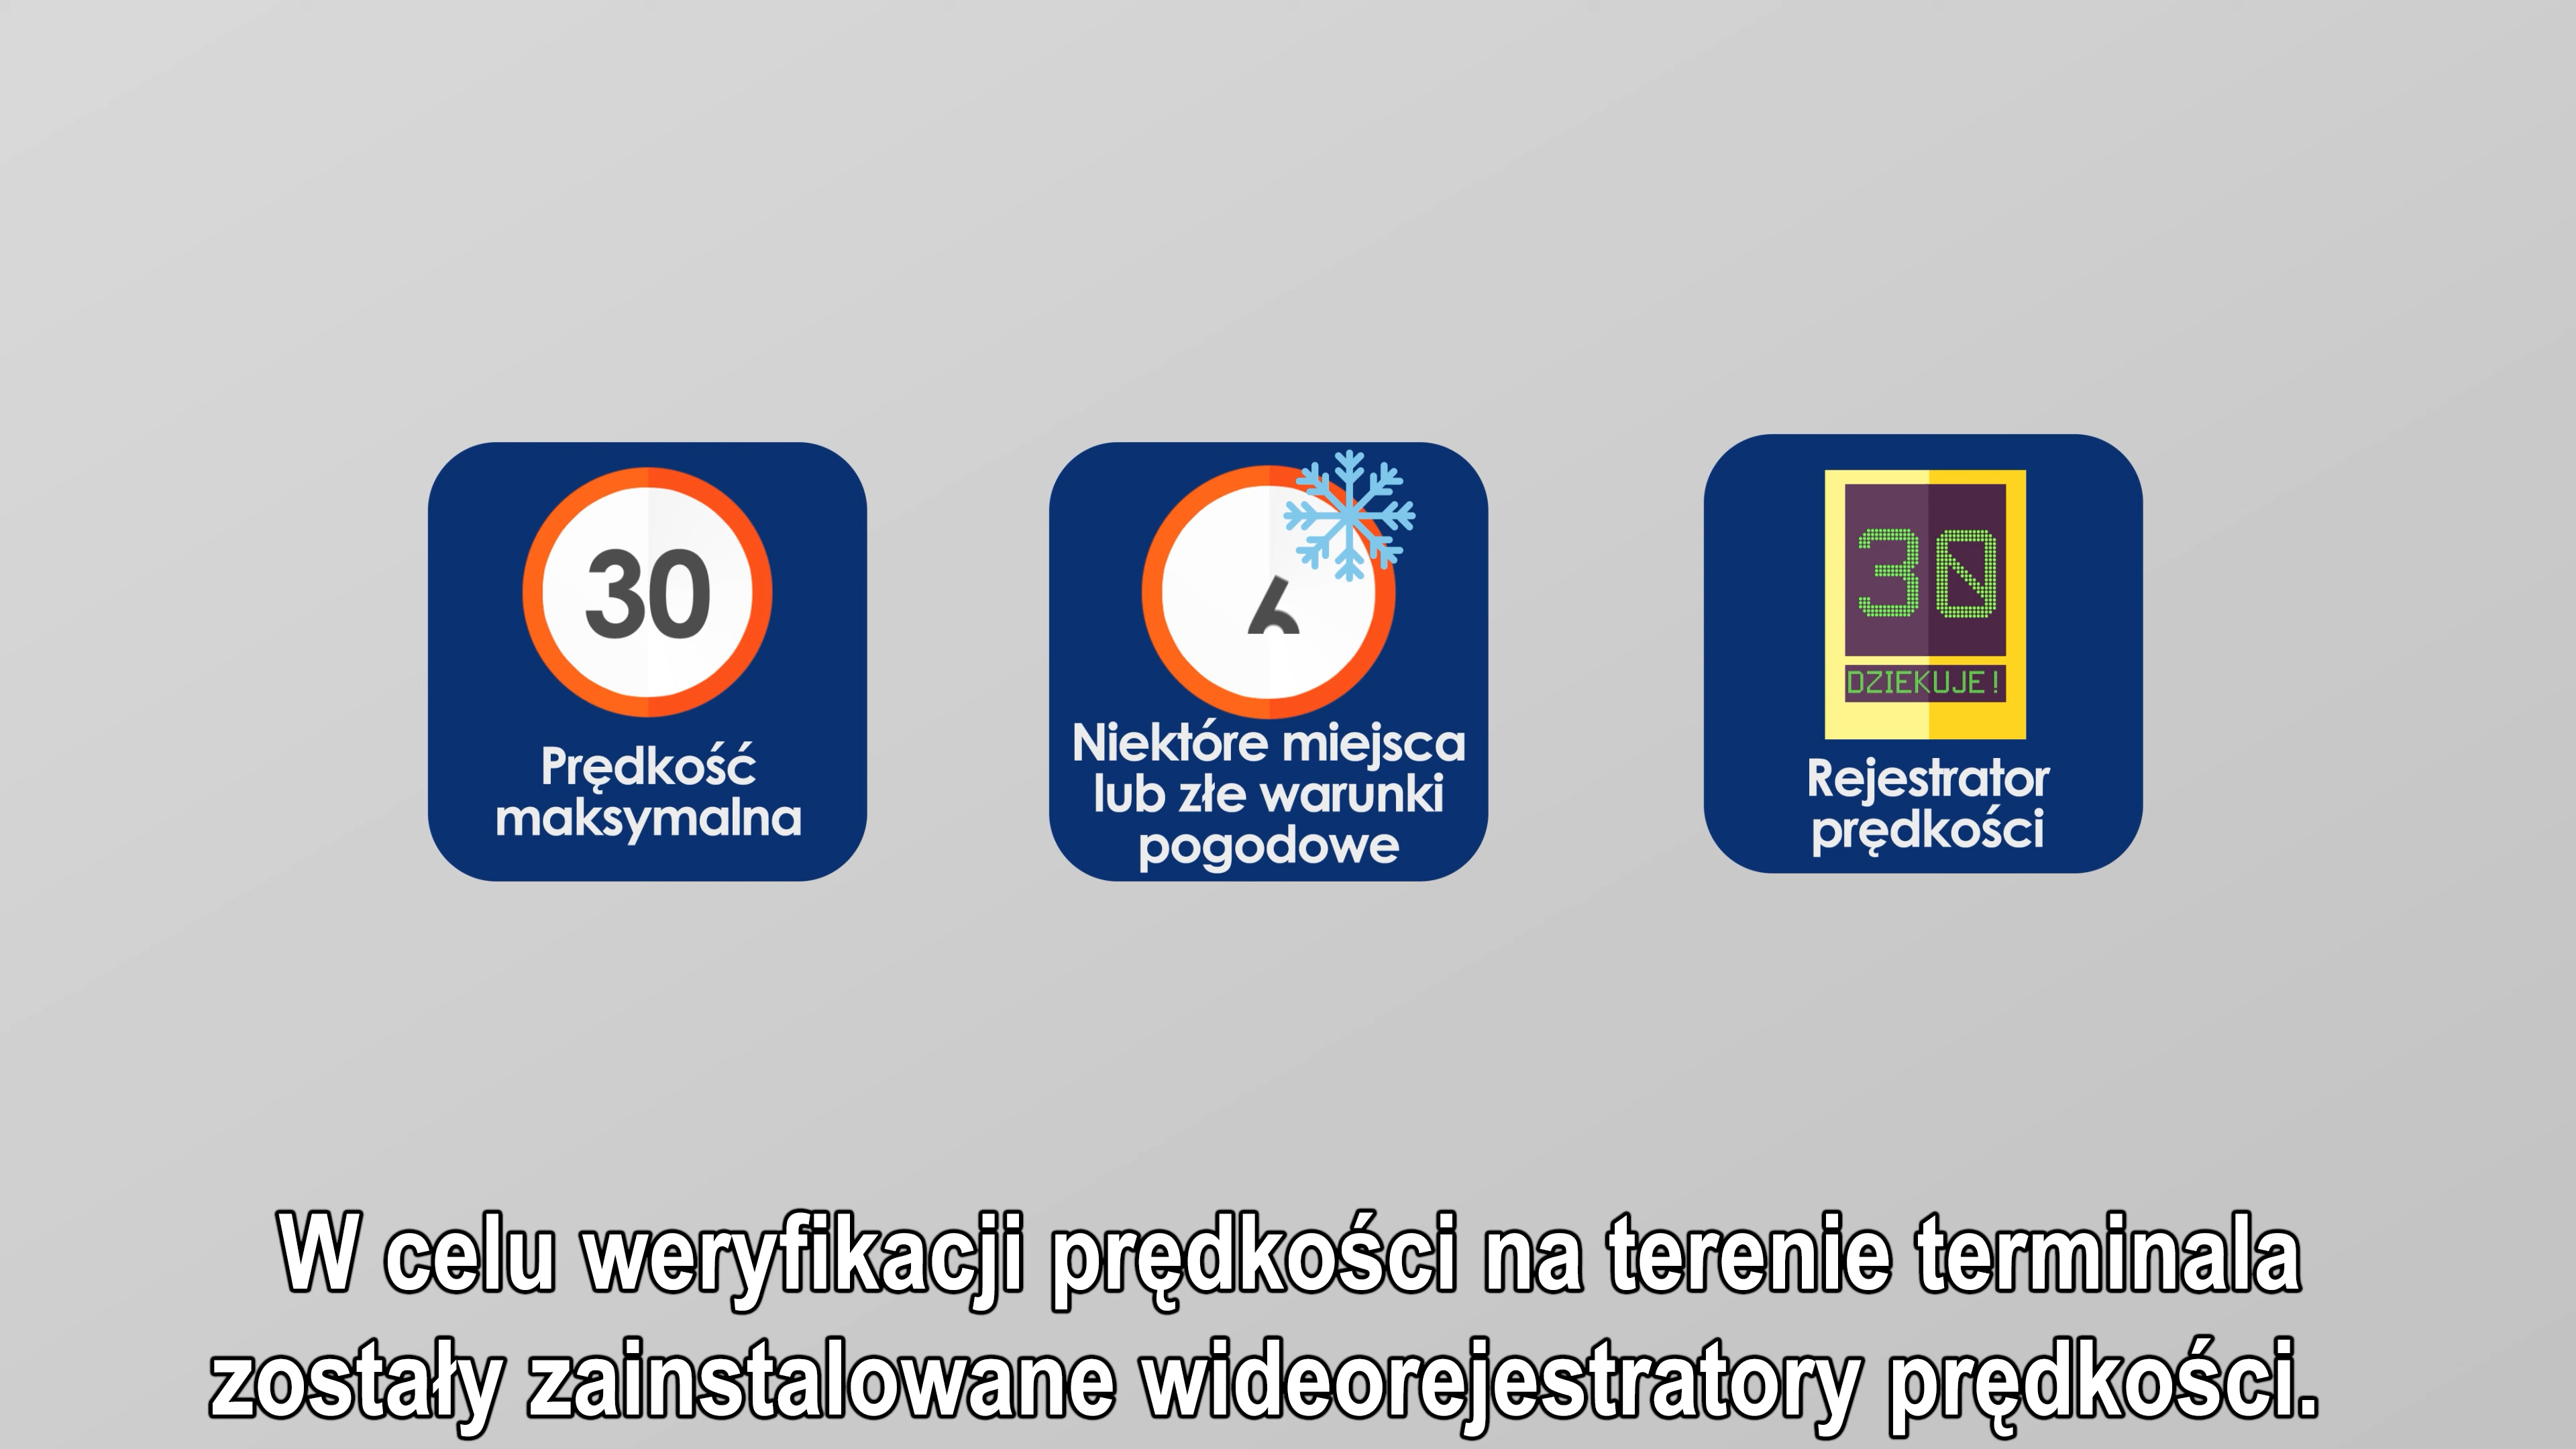 30
Prędkość
maksymalna
Niektóre miejsca
lub złe warunki
pogodowe
30
DZIEKUJE!
Rejestrator
prędkości
W celu weryfikacji prędkości na terenie terminala
zostały zainstalowane wideorejestratory prędkości.